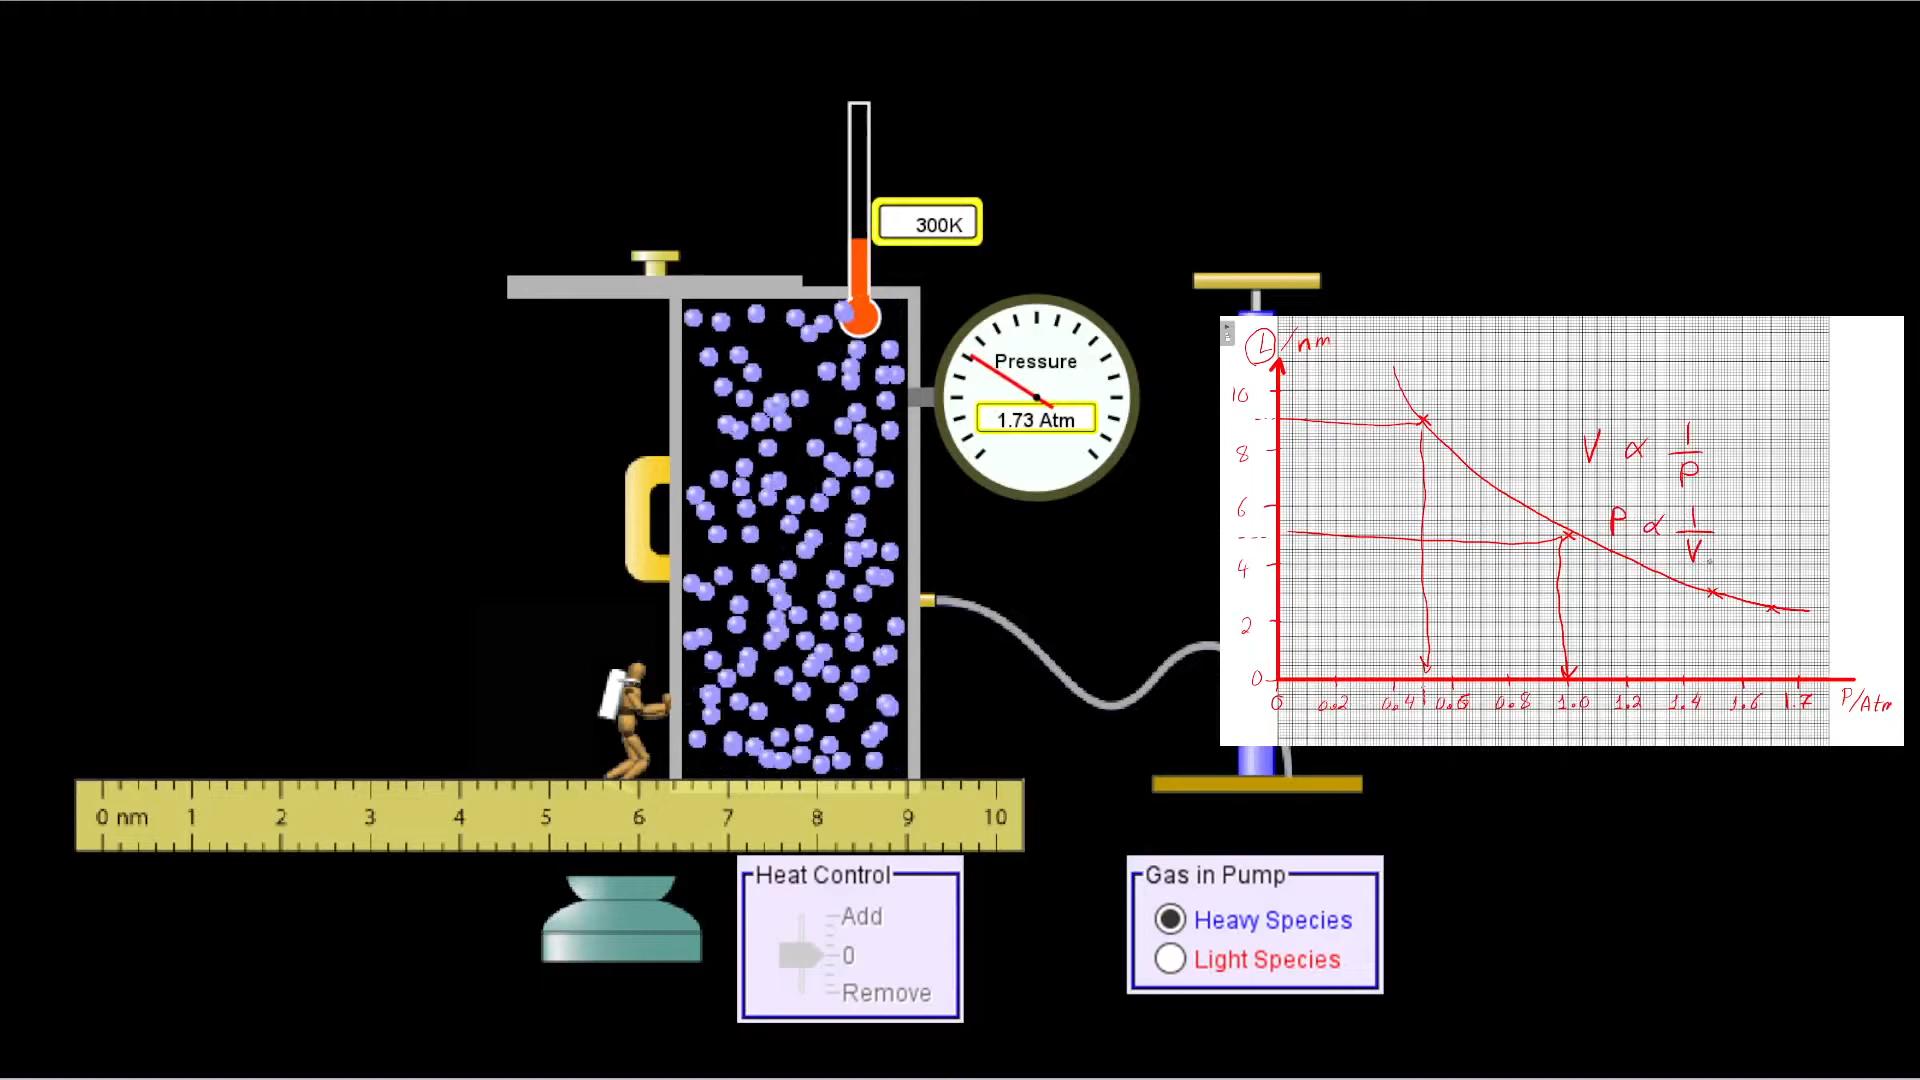 300K
Pressure
1.73 Atm
L /nm
10
8
6
4
2
0
V ∝ 1/P
P ∝ 1/V
0 0.2 0.4 0.6 0.8 1.0 1.2 1.4 1.6 1.7 P/Atm
0 nm 1 2 3 4 5 6 7 8 9 10
Heat Control
Add
0
Remove
Gas in Pump
Heavy Species
Light Species